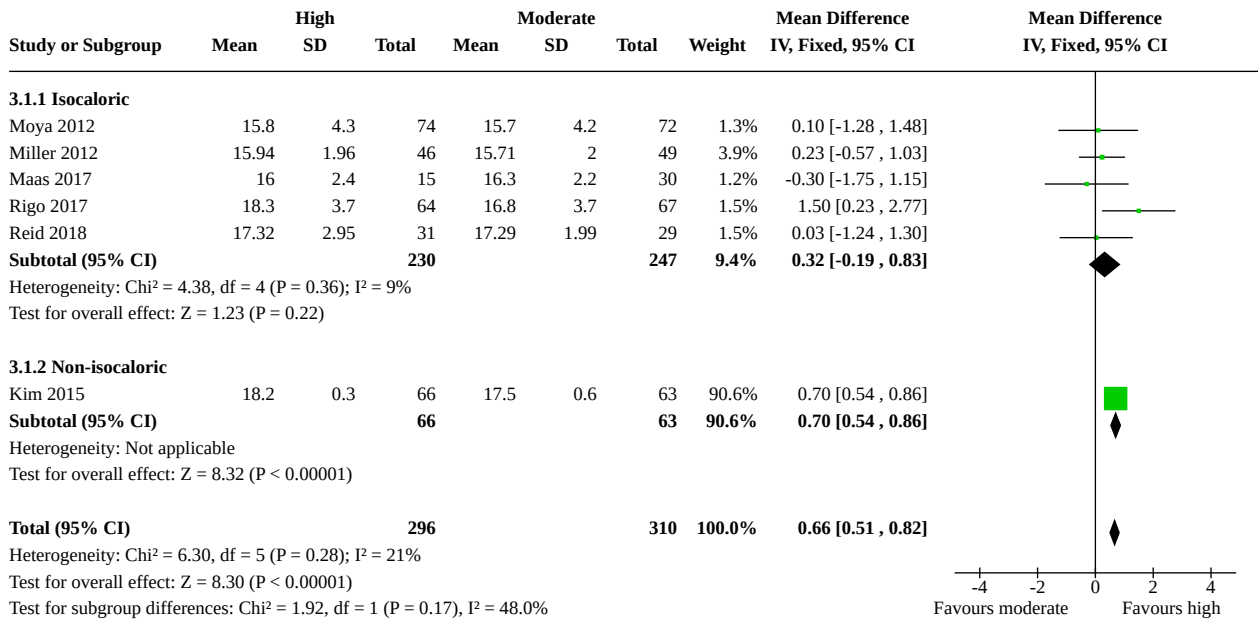 High Moderate Mean Difference Mean Difference
Study or Subgroup Mean SD Total Mean SD Total Weight IV, Fixed, 95% CI IV, Fixed, 95% CI
3.1.1 Isocaloric
Moya 2012 15.8 4.3 74 15.7 4.2 72 1.3% 0.10 [-1.28 , 1.48]
Miller 2012 15.94 1.96 46 15.71 2 49 3.9% 0.23 [-0.57 , 1.03]
Maas 2017 16 2.4 15 16.3 2.2 30 1.2% -0.30 [-1.75 , 1.15]
Rigo 2017 18.3 3.7 64 16.8 3.7 67 1.5% 1.50 [0.23 , 2.77]
Reid 2018 17.32 2.95 31 17.29 1.99 29 1.5% 0.03 [-1.24 , 1.30]
Subtotal (95% CI) 230 247 9.4% 0.32 [-0.19 , 0.83]
Heterogeneity: Chi² = 4.38, df = 4 (P = 0.36); I² = 9%
Test for overall effect: Z = 1.23 (P = 0.22)
3.1.2 Non-isocaloric
Kim 2015 18.2 0.3 66 17.5 0.6 63 90.6% 0.70 [0.54 , 0.86]
Subtotal (95% CI) 66 63 90.6% 0.70 [0.54 , 0.86]
Heterogeneity: Not applicable
Test for overall effect: Z = 8.32 (P < 0.00001)
Total (95% CI) 296 310 100.0% 0.66 [0.51 , 0.82]
Heterogeneity: Chi² = 6.30, df = 5 (P = 0.28); I² = 21%
Test for overall effect: Z = 8.30 (P < 0.00001)
Test for subgroup differences: Chi² = 1.92, df = 1 (P = 0.17), I² = 48.0%
-4 -2 0 2 4
Favours moderate Favours high